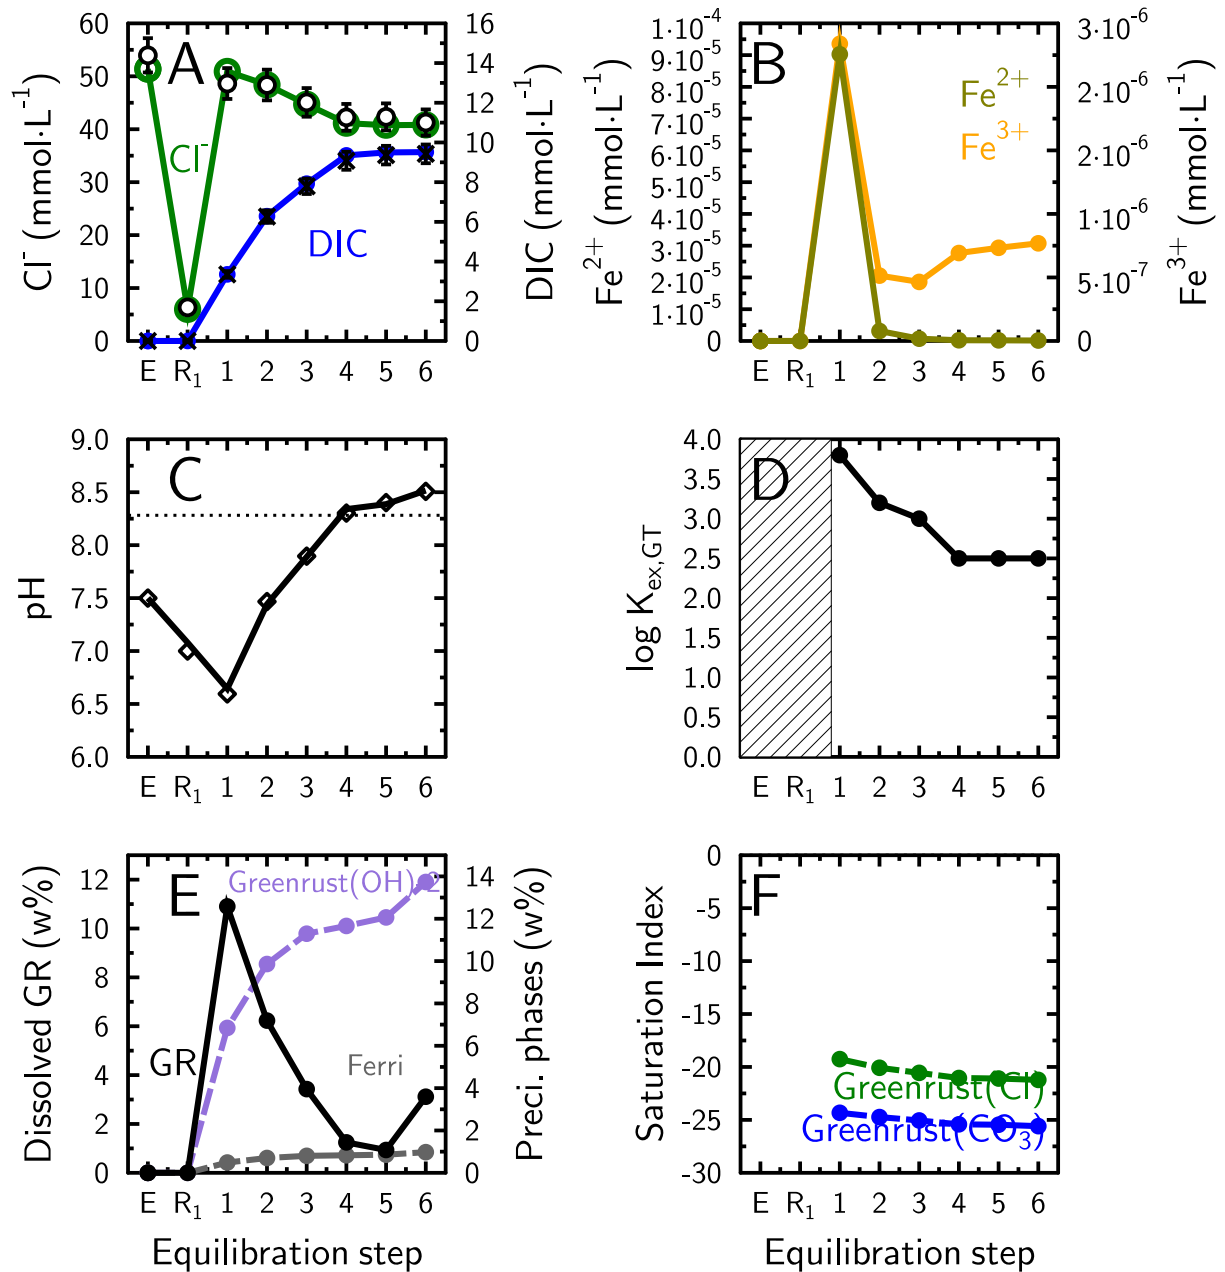 A
Cl⁻ (mmol·L⁻¹)
60
50
40
30
20
10
0
Cl⁻
DIC
16
14
12
10
8
6
4
2
0
DIC (mmol·L⁻¹)
E R₁ 1 2 3 4 5 6
B
Fe²⁺ (mmol·L⁻¹)
1·10⁻⁴
9·10⁻⁵
8·10⁻⁵
7·10⁻⁵
6·10⁻⁵
5·10⁻⁵
4·10⁻⁵
3·10⁻⁵
2·10⁻⁵
1·10⁻⁵
0
Fe²⁺
Fe³⁺
3·10⁻⁶
2·10⁻⁶
2·10⁻⁶
1·10⁻⁶
5·10⁻⁷
0
Fe³⁺ (mmol·L⁻¹)
E R₁ 1 2 3 4 5 6
C
pH
9.0
8.5
8.0
7.5
7.0
6.5
6.0
E R₁ 1 2 3 4 5 6
D
log K_ex,GT
4.0
3.5
3.0
2.5
2.0
1.5
1.0
0.5
0.0
E R₁ 1 2 3 4 5 6
E
Dissolved GR (w%)
12
10
8
6
4
2
0
Greenrust(OH)-2
GR
Ferri
14
12
10
8
6
4
2
0
Preci. phases (w%)
E R₁ 1 2 3 4 5 6
Equilibration step
F
Saturation Index
0
-5
-10
-15
-20
-25
-30
Greenrust(Cl)
Greenrust(CO₃)
E R₁ 1 2 3 4 5 6
Equilibration step